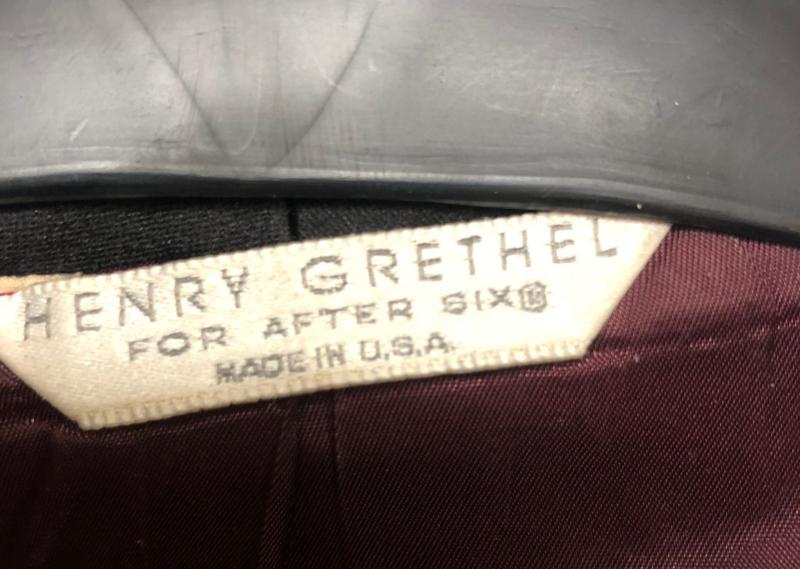 HENRY GRETHEL
FOR AFTER SIX®
MADE IN U.S.A.